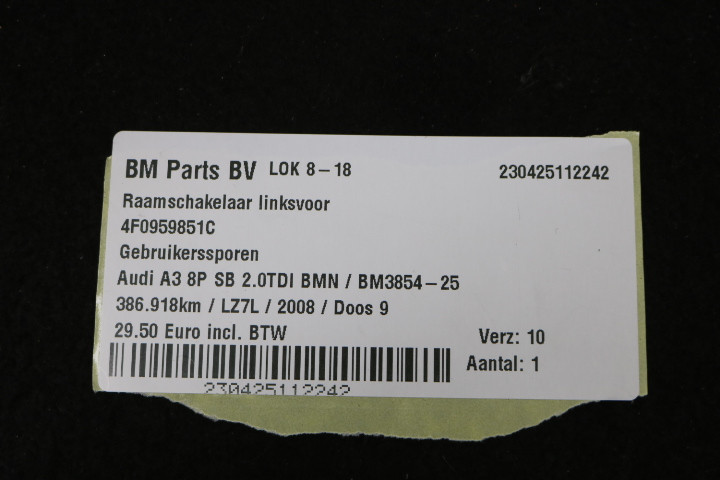 BM Parts BV LOK 8-18 230425112242
Raamschakelaar linksvoor
4F0959851C
Gebruikerssporen
Audi A3 8P SB 2.0TDI BMN / BM3854-25
386.918km / LZ7L / 2008 / Doos 9
29.50 Euro incl. BTW Verz: 10
Aantal: 1
230425112242